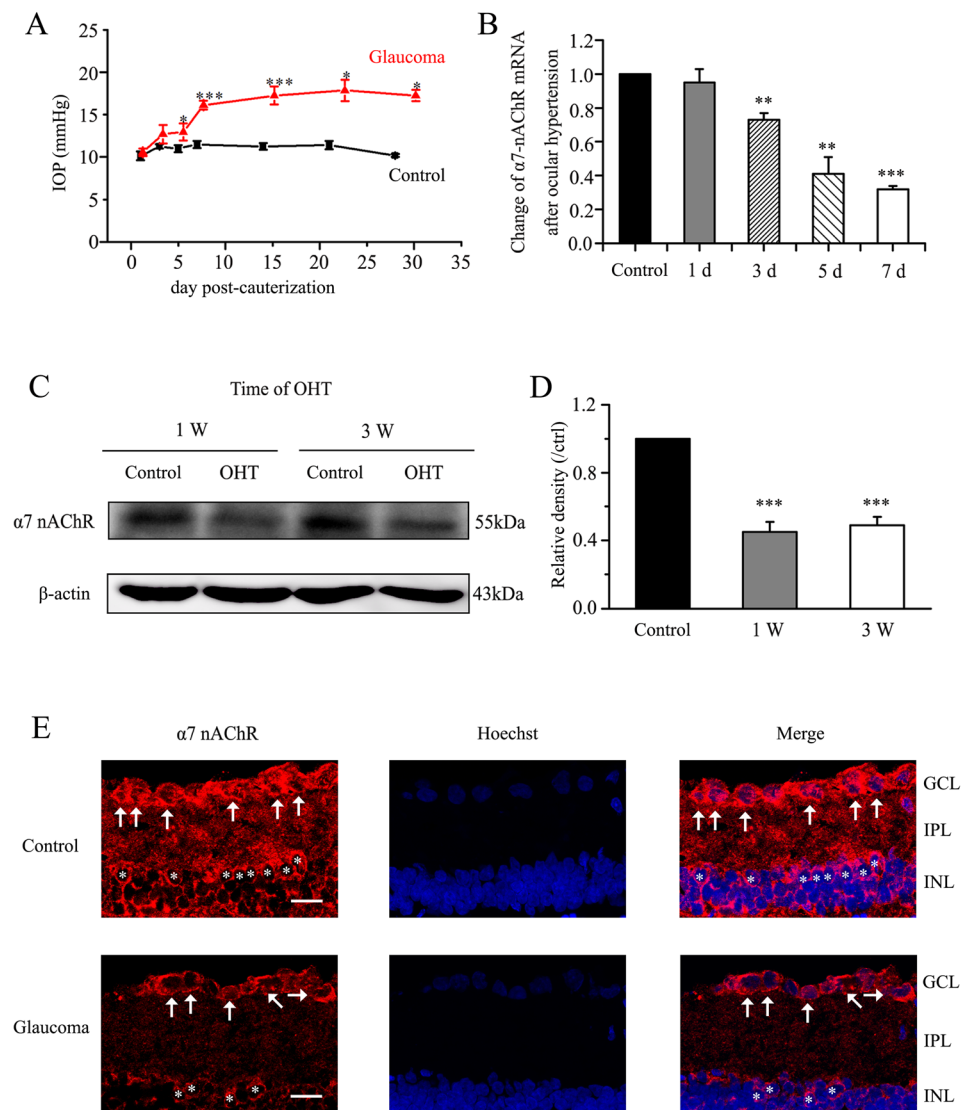 A
IOP (mmHg)
25
20
15
10
5
0
Glaucoma
Control
*
***
***
*
*
0 5 10 15 20 25 30 35
day post-cauterization
B
Change of α7-nAChR mRNA
after ocular hypertension
1.2
1.0
0.8
0.6
0.4
0.2
0.0
**
**
***
Control 1 d 3 d 5 d 7 d
C
Time of OHT
1 W 3 W
Control OHT Control OHT
α7 nAChR 55kDa
β-actin 43kDa
D
Relative density (/ctrl)
1.2
0.8
0.4
0.0
*** ***
Control 1 W 3 W
E
α7 nAChR Hoechst Merge
Control
GCL
IPL
INL
* * * * * * * *
* * * * * * * *
Glaucoma
GCL
IPL
INL
* * * *
* * * *